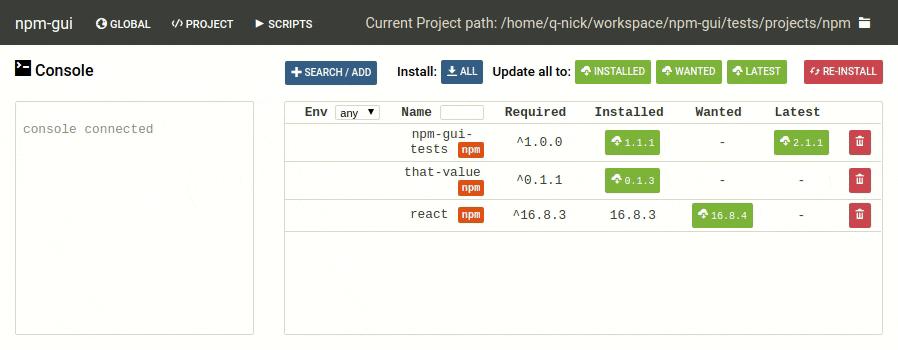 npm-gui GLOBAL PROJECT SCRIPTS Current Project path: /home/q-nick/workspace/npm-gui/tests/projects/npm
Console
SEARCH / ADD Install: ALL Update all to: INSTALLED WANTED LATEST RE-INSTALL
console connected
Env any Name Required Installed Wanted Latest
npm-gui-
tests npm ^1.0.0 1.1.1 - 2.1.1
that-value
npm ^0.1.1 0.1.3 - -
react npm ^16.8.3 16.8.3 16.8.4 -